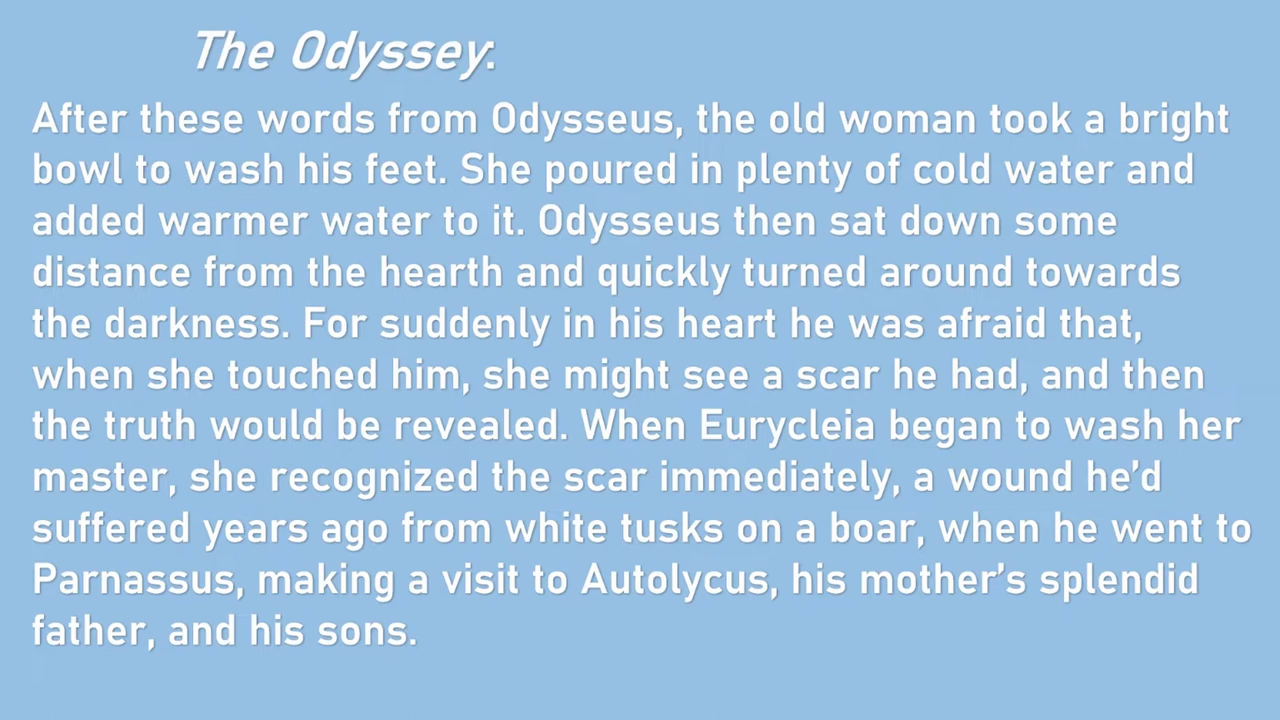 The Odyssey:
After these words from Odysseus, the old woman took a bright
bowl to wash his feet. She poured in plenty of cold water and
added warmer water to it. Odysseus then sat down some
distance from the hearth and quickly turned around towards
the darkness. For suddenly in his heart he was afraid that,
when she touched him, she might see a scar he had, and then
the truth would be revealed. When Eurycleia began to wash her
master, she recognized the scar immediately, a wound he’d
suffered years ago from white tusks on a boar, when he went to
Parnassus, making a visit to Autolycus, his mother’s splendid
father, and his sons.